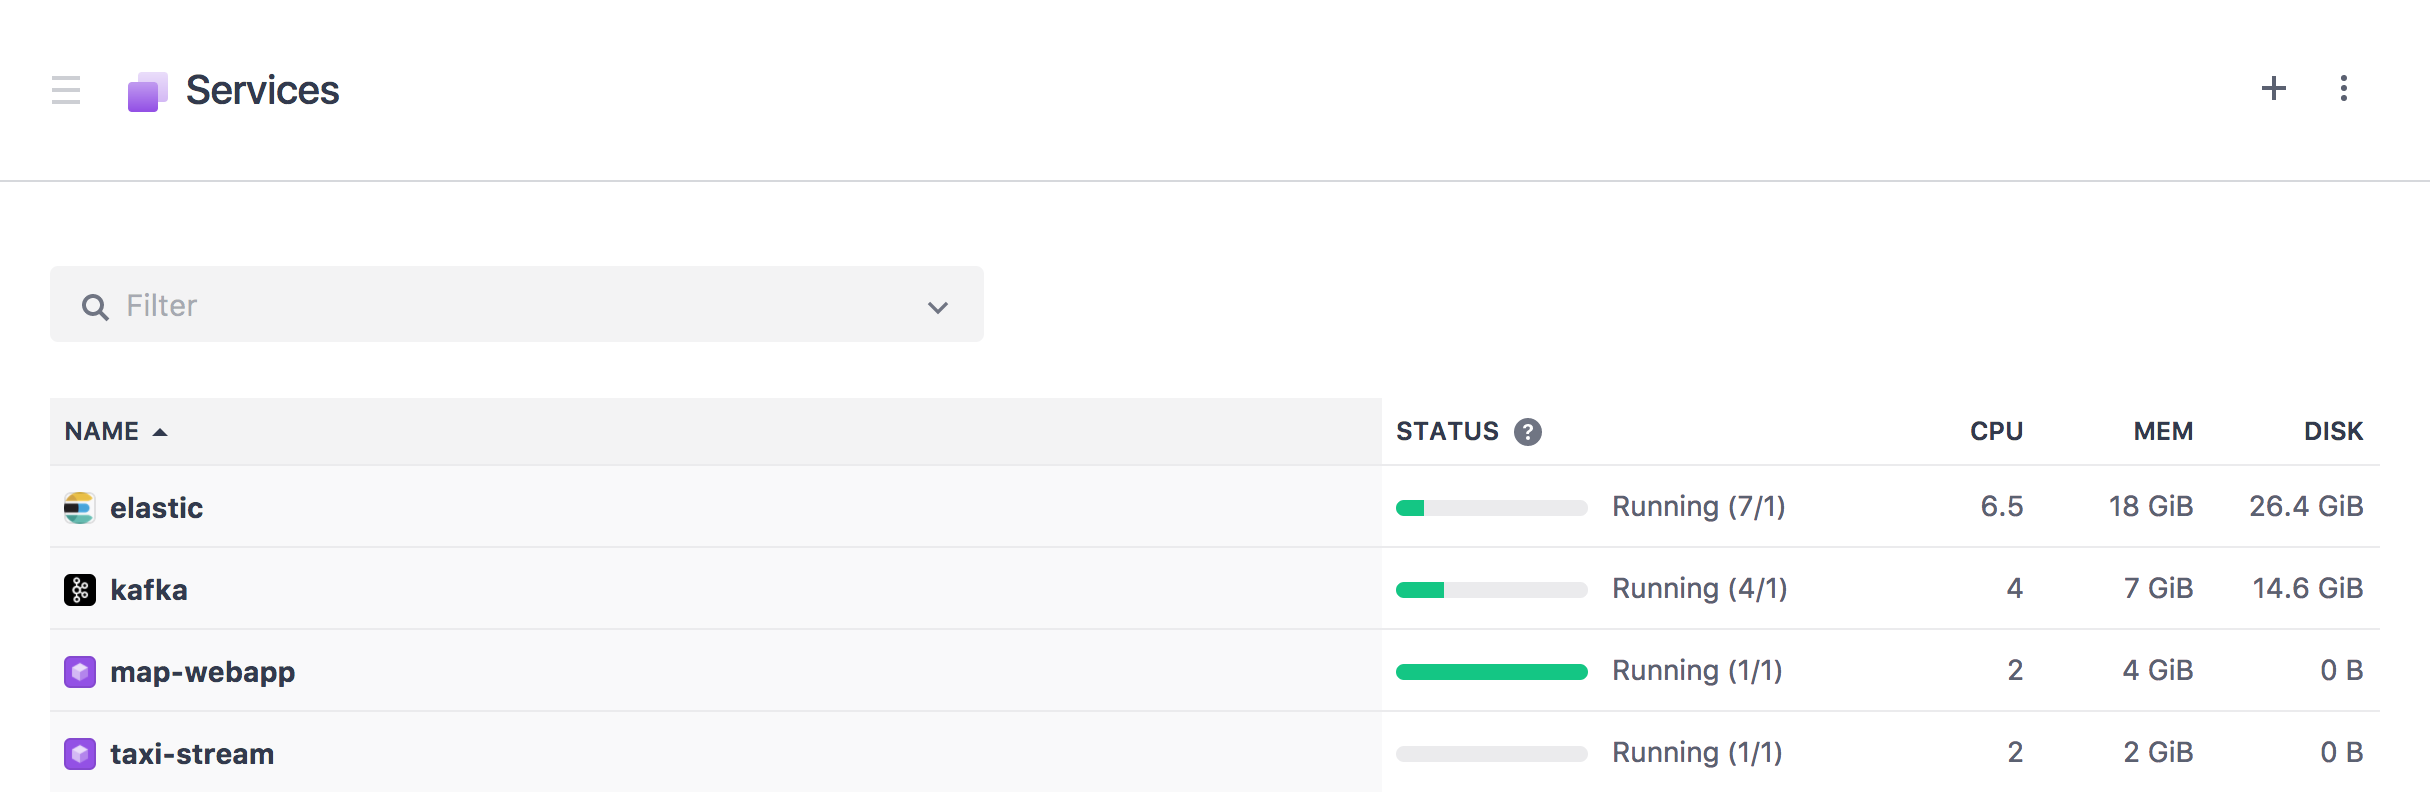 Services
Filter
NAME STATUS ? CPU MEM DISK
elastic Running (7/1) 6.5 18 GiB 26.4 GiB
kafka Running (4/1) 4 7 GiB 14.6 GiB
map-webapp Running (1/1) 2 4 GiB 0 B
taxi-stream Running (1/1) 2 2 GiB 0 B